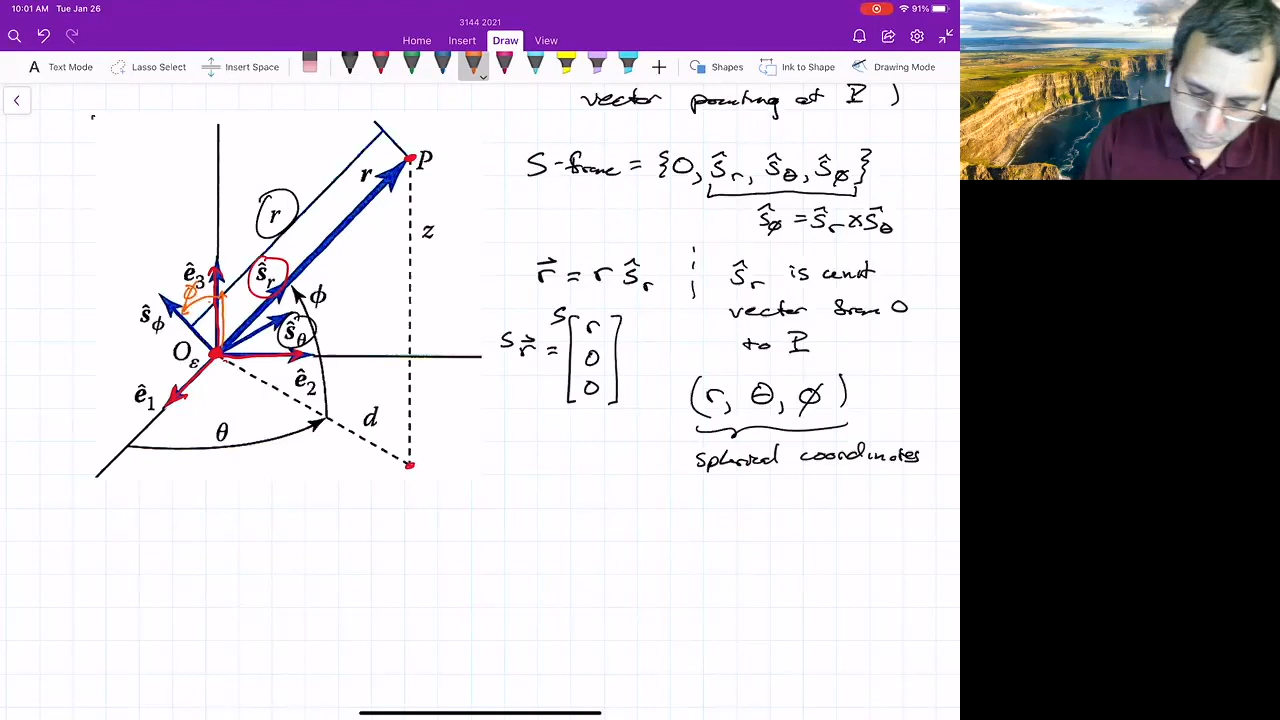 10:01 AM Tue Jan 26
91%
3144 2021
Home Insert Draw View
Text Mode Lasso Select Insert Space Shapes Ink to Shape Drawing Mode
vector pointing at P )
S-frame = {O, ŝr, ŝθ, ŝϕ}
ŝϕ = ŝr × ŝθ
r⃗ = r ŝr
ŝr is unit
vector from O
to P
S r⃗ = S [ r 0 0 ]
(r, θ, ϕ)
spherical coordinates
P
r
r
z
ê3
ϕ
ŝr
ϕ
ŝϕ
ŝθ
Oε
ê2
ê1
d
θ